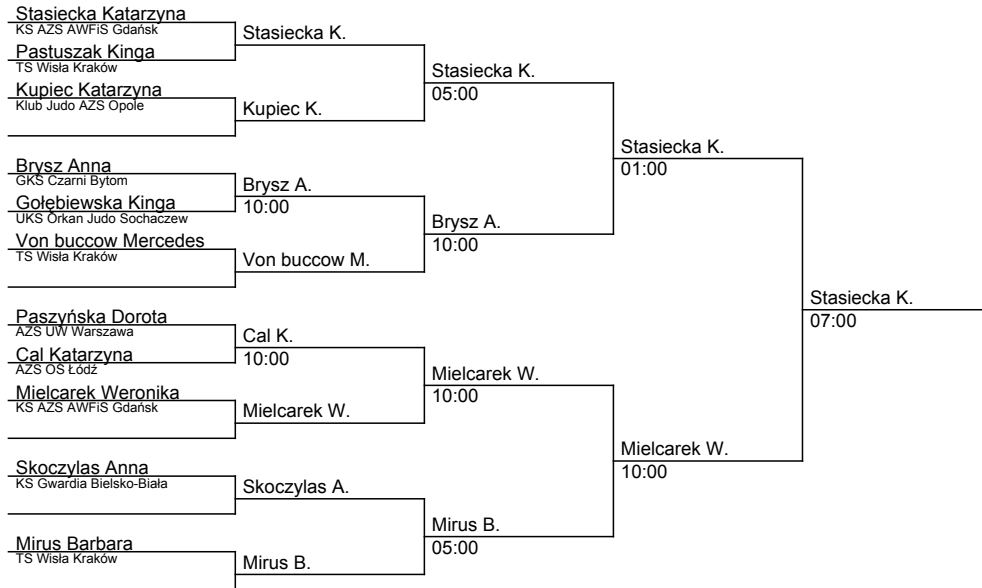 Stasiecka Katarzyna
KS AZS AWFiS Gdańsk
Pastuszak Kinga
TS Wisła Kraków
Kupiec Katarzyna
Klub Judo AZS Opole
Brysz Anna
GKS Czarni Bytom
Gołębiewska Kinga
UKS Orkan Judo Sochaczew
Von buccow Mercedes
TS Wisła Kraków
Paszyńska Dorota
AZS UW Warszawa
Cal Katarzyna
AZS OŚ Łódź
Mielcarek Weronika
KS AZS AWFiS Gdańsk
Skoczylas Anna
KS Gwardia Bielsko-Biała
Mirus Barbara
TS Wisła Kraków
Stasiecka K.
Kupiec K.
Brysz A.
10:00
Von buccow M.
Cal K.
10:00
Mielcarek W.
Skoczylas A.
Mirus B.
Stasiecka K.
05:00
Brysz A.
10:00
Mielcarek W.
10:00
Mirus B.
05:00
Stasiecka K.
01:00
Mielcarek W.
10:00
Stasiecka K.
07:00